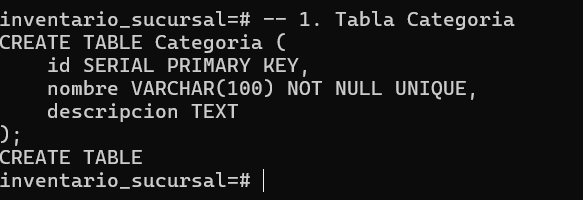 inventario_sucursal=# -- 1. Tabla Categoria
CREATE TABLE Categoria (
    id SERIAL PRIMARY KEY,
    nombre VARCHAR(100) NOT NULL UNIQUE,
    descripcion TEXT
);
CREATE TABLE
inventario_sucursal=#